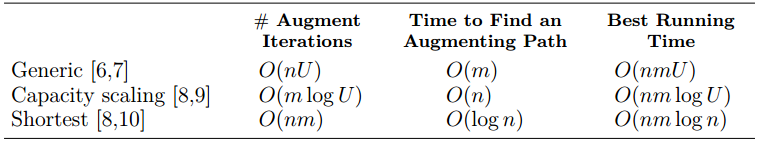 # Augment Time to Find an Best Running
Iterations Augmenting Path Time
Generic [6,7] O(nU) O(m) O(nmU)
Capacity scaling [8,9] O(m log U) O(n) O(nm log U)
Shortest [8,10] O(nm) O(log n) O(nm log n)